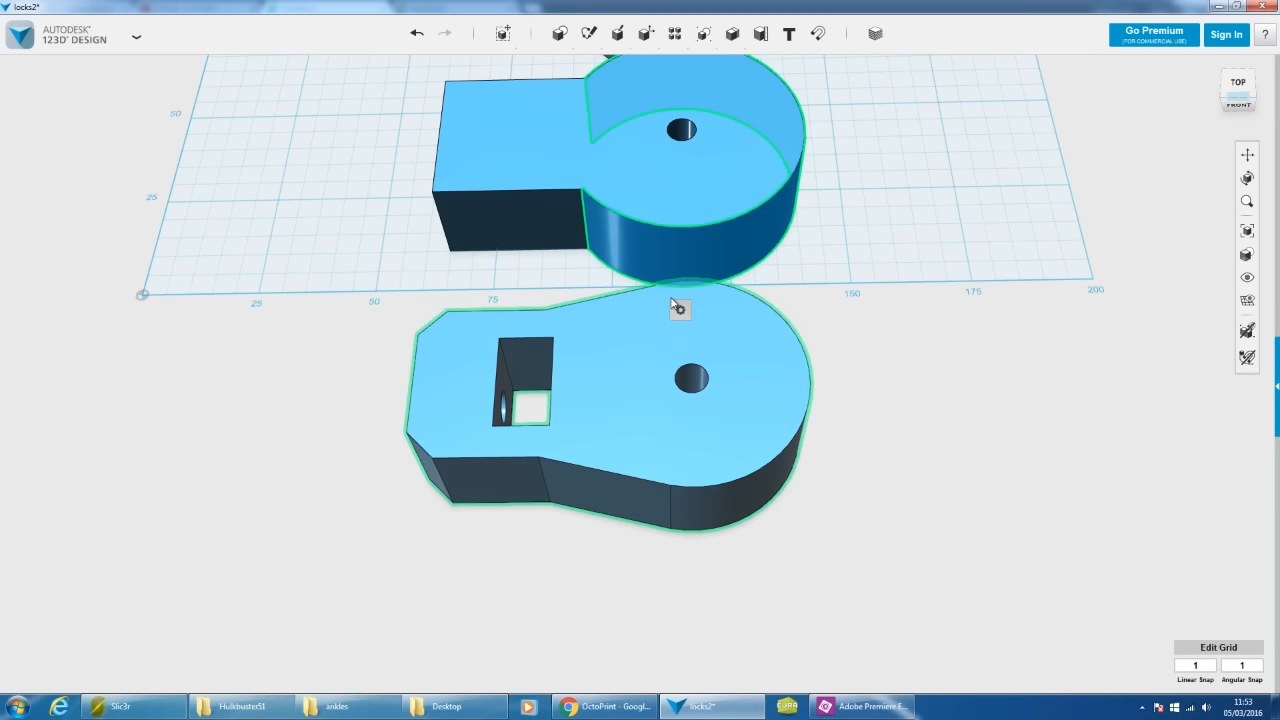 locks2*
AUTODESK®
123D® DESIGN
T
Go Premium
(FOR COMMERCIAL USE)
Sign In
?
TOP
FRONT
50
25
25
50
75
150
175
200
Edit Grid
1
1
Linear Snap
Angular Snap
Slic3r
Hulkbuster51
ankles
Desktop
OctoPrint - Googl...
locks2*
CURA
Adobe Premiere E...
11:53
05/03/2016